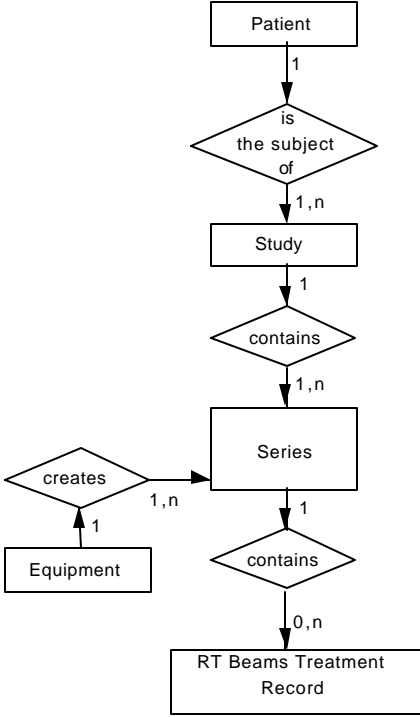 Patient
1
is
the subject
of
1,n
Study
1
contains
1,n
Series
creates
1,n
1
Equipment
1
contains
0,n
RT Beams Treatment
Record